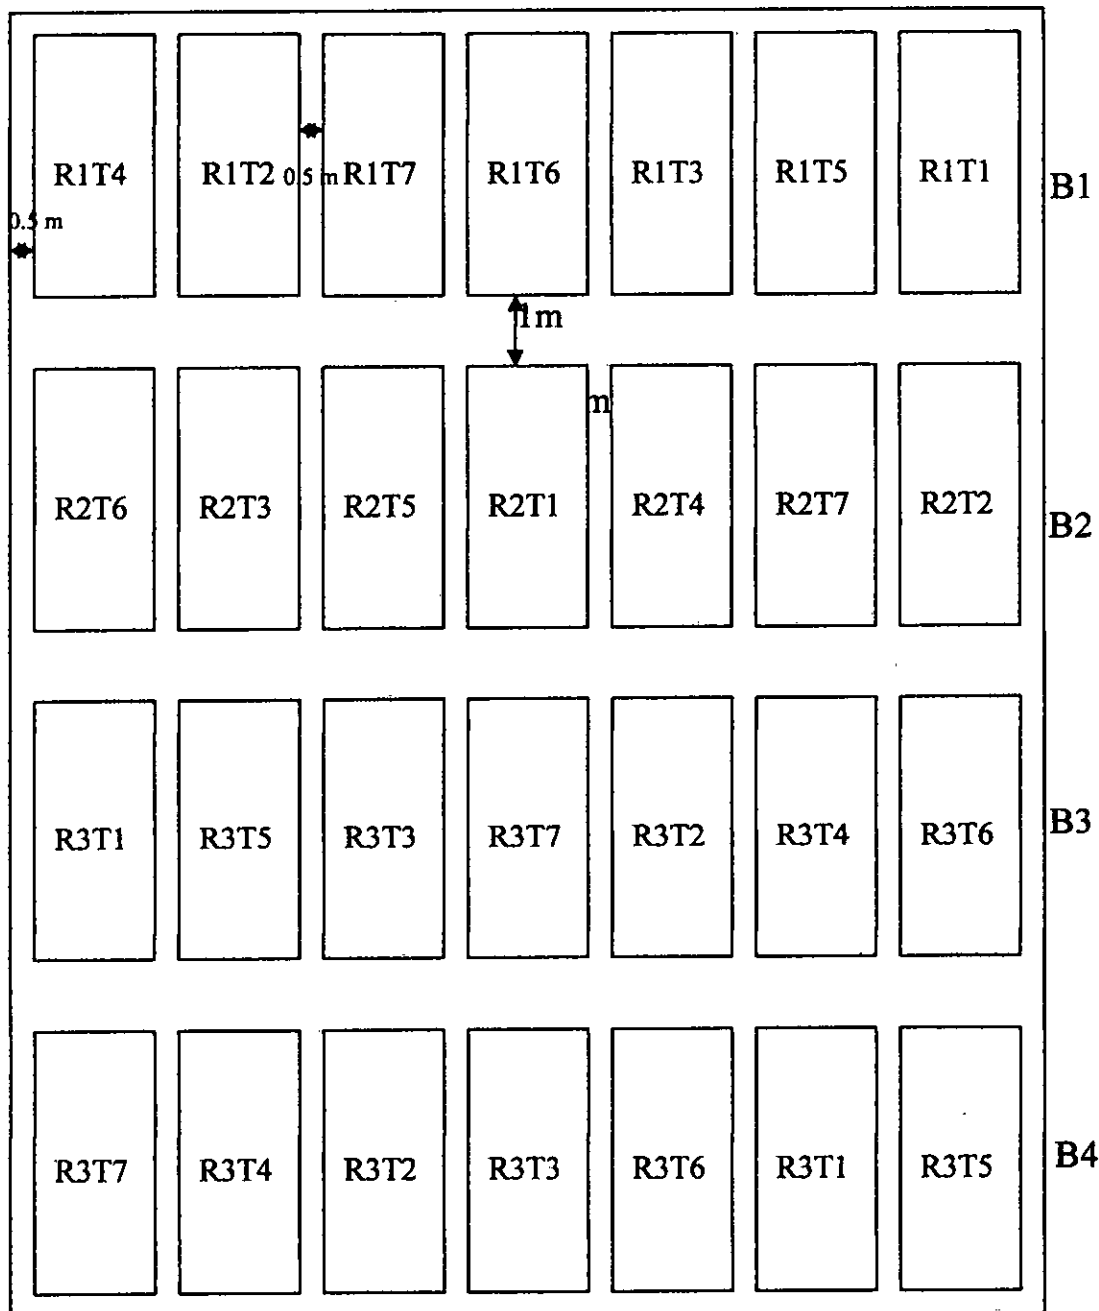 R1T4 R1T2 0.5 m R1T7 R1T6 R1T3 R1T5 R1T1 B1
0.5 m
1m
m
R2T6 R2T3 R2T5 R2T1 R2T4 R2T7 R2T2 B2
R3T1 R3T5 R3T3 R3T7 R3T2 R3T4 R3T6 B3
R3T7 R3T4 R3T2 R3T3 R3T6 R3T1 R3T5 B4